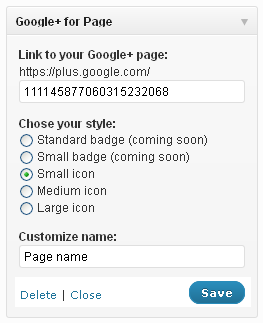 Google+ for Page
Link to your Google+ page:
https://plus.google.com/
111145877060315232068
Chose your style:
Standard badge (coming soon)
Small badge (coming soon)
Small icon
Medium icon
Large icon
Customize name:
Page name
Delete | Close
Save